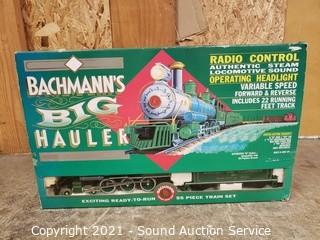 RADIO CONTROL
AUTHENTIC STEAM
LOCOMOTIVE SOUND
OPERATING HEADLIGHT
VARIABLE SPEED
FORWARD & REVERSE
INCLUDES 22 RUNNING
FEET TRACK
BACHMANN'S
BIG
HAULER
EXCITING READY-TO-RUN
95 PIECE TRAIN SET
Copyright 2021 - Sound Auction Service